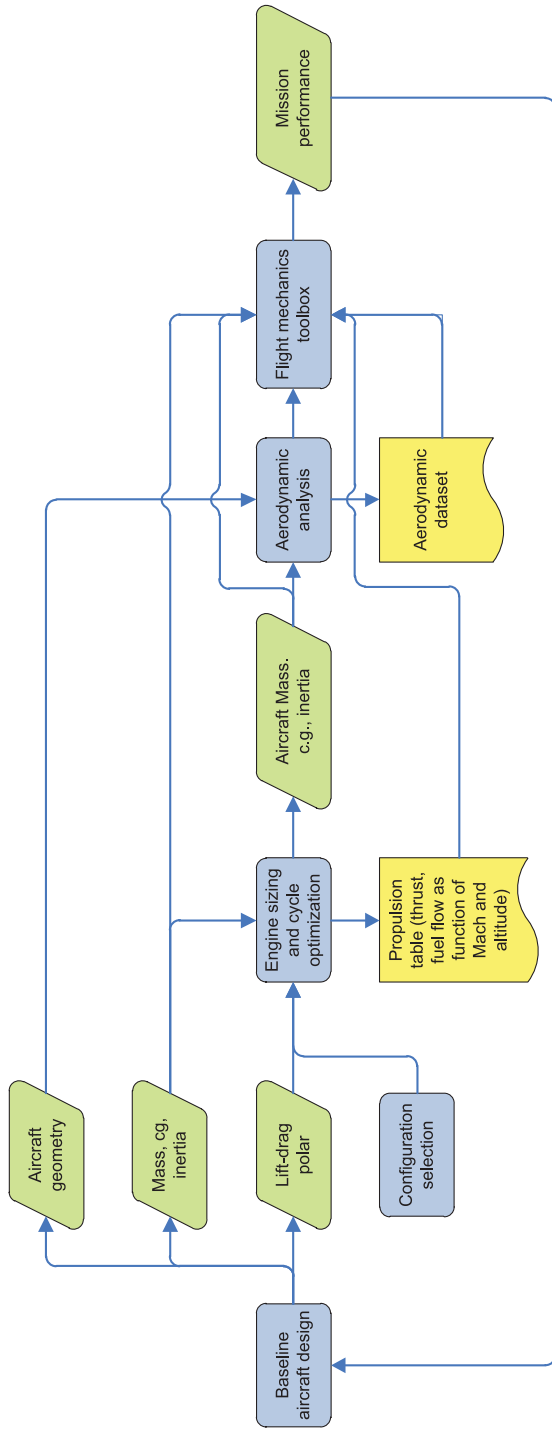 Baseline
aircraft design
Aircraft
geometry
Mass, cg,
inertia
Lift-drag
polar
Configuration
selection
Engine sizing
and cycle
optimization
Propulsion
table (thrust,
fuel flow as
function of
Mach and
altitude)
Aircraft Mass.
c.g., inertia
Aerodynamic
analysis
Aerodynamic
dataset
Flight mechanics
toolbox
Mission
performance